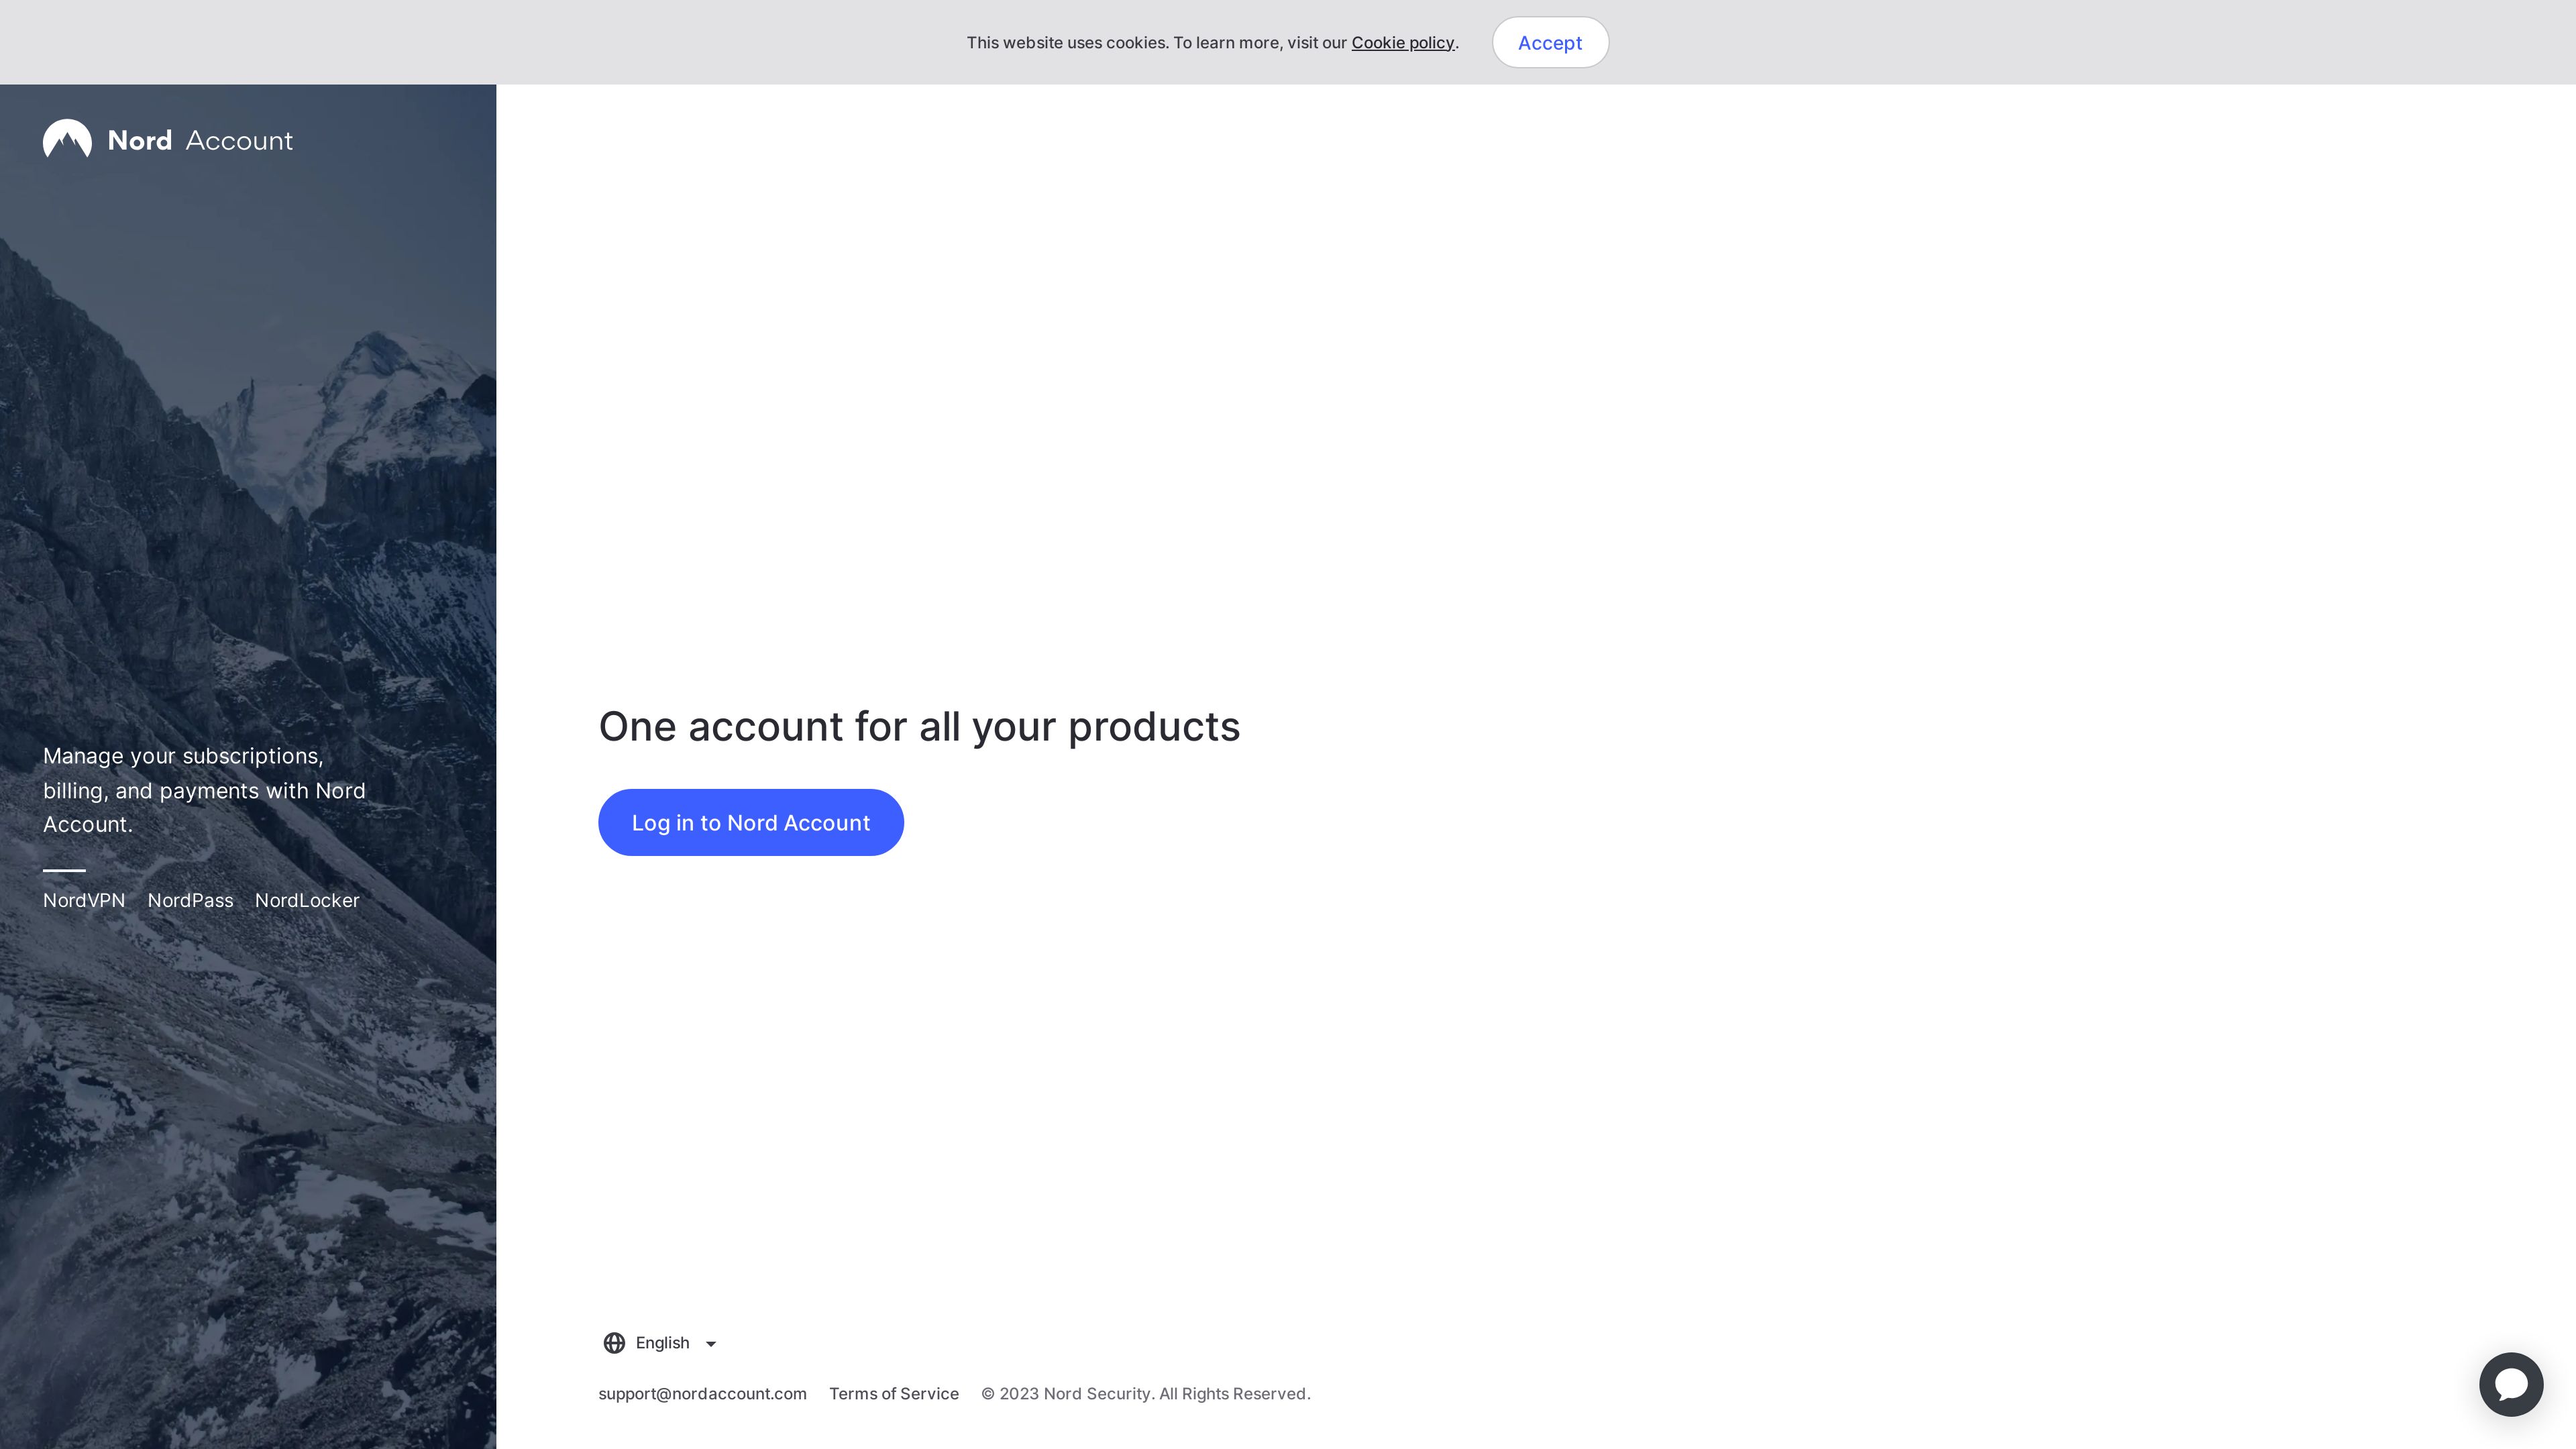 This website uses cookies. To learn more, visit our Cookie policy.
Accept
Nord Account
Manage your subscriptions,
billing, and payments with Nord
Account.
NordVPN NordPass NordLocker
One account for all your products
Log in to Nord Account
English
support@nordaccount.com Terms of Service © 2023 Nord Security. All Rights Reserved.